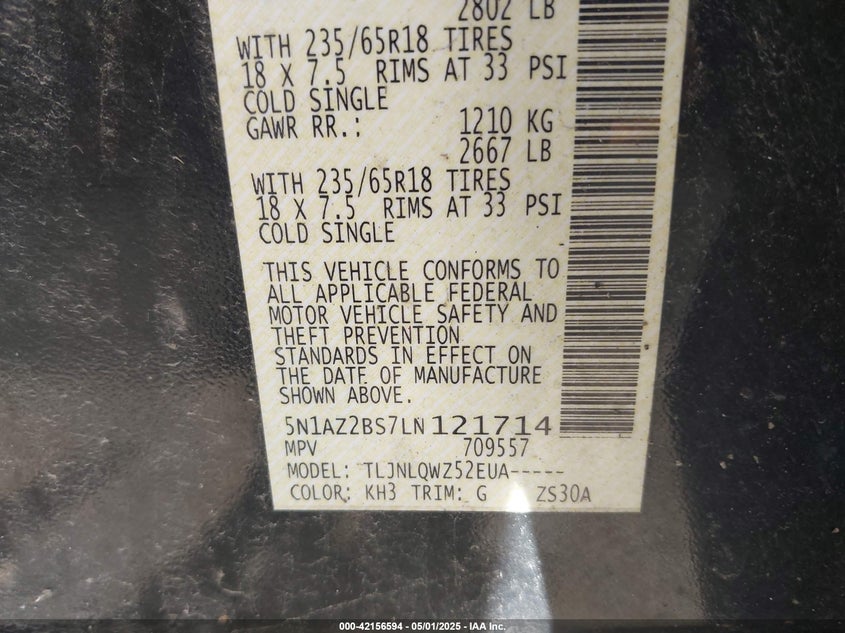 2802 LB
WITH 235/65R18 TIRES
18 X 7.5 RIMS AT 33 PSI
COLD SINGLE
GAWR RR.: 1210 KG
2667 LB
WITH 235/65R18 TIRES
18 X 7.5 RIMS AT 33 PSI
COLD SINGLE
THIS VEHICLE CONFORMS TO
ALL APPLICABLE FEDERAL
MOTOR VEHICLE SAFETY AND
THEFT PREVENTION
STANDARDS IN EFFECT ON
THE DATE OF MANUFACTURE
SHOWN ABOVE.
5N1AZ2BS7LN 121714
MPV 709557
MODEL: TLJNLQWZ52EUA-----
COLOR: KH3 TRIM: G ZS30A
000-42156594 - 05/01/2025 - IAA Inc.